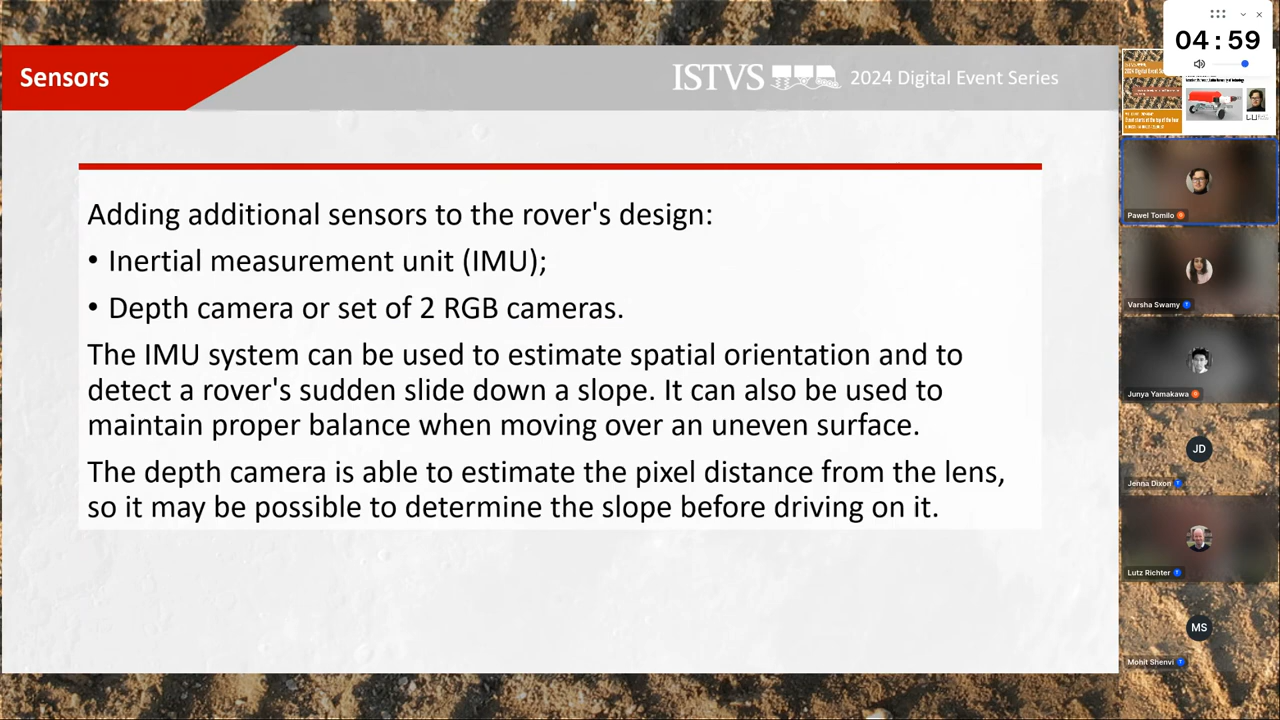 Sensors
ISTVS
2024 Digital Event Series
04:59
Adding additional sensors to the rover's design:
• Inertial measurement unit (IMU);
• Depth camera or set of 2 RGB cameras.
The IMU system can be used to estimate spatial orientation and to
detect a rover's sudden slide down a slope. It can also be used to
maintain proper balance when moving over an uneven surface.
The depth camera is able to estimate the pixel distance from the lens,
so it may be possible to determine the slope before driving on it.
Pawel Tomilo
Varsha Swamy
Junya Yamakawa
JD
Jenna Dixon
Lutz Richter
MS
Mohit Shenvi